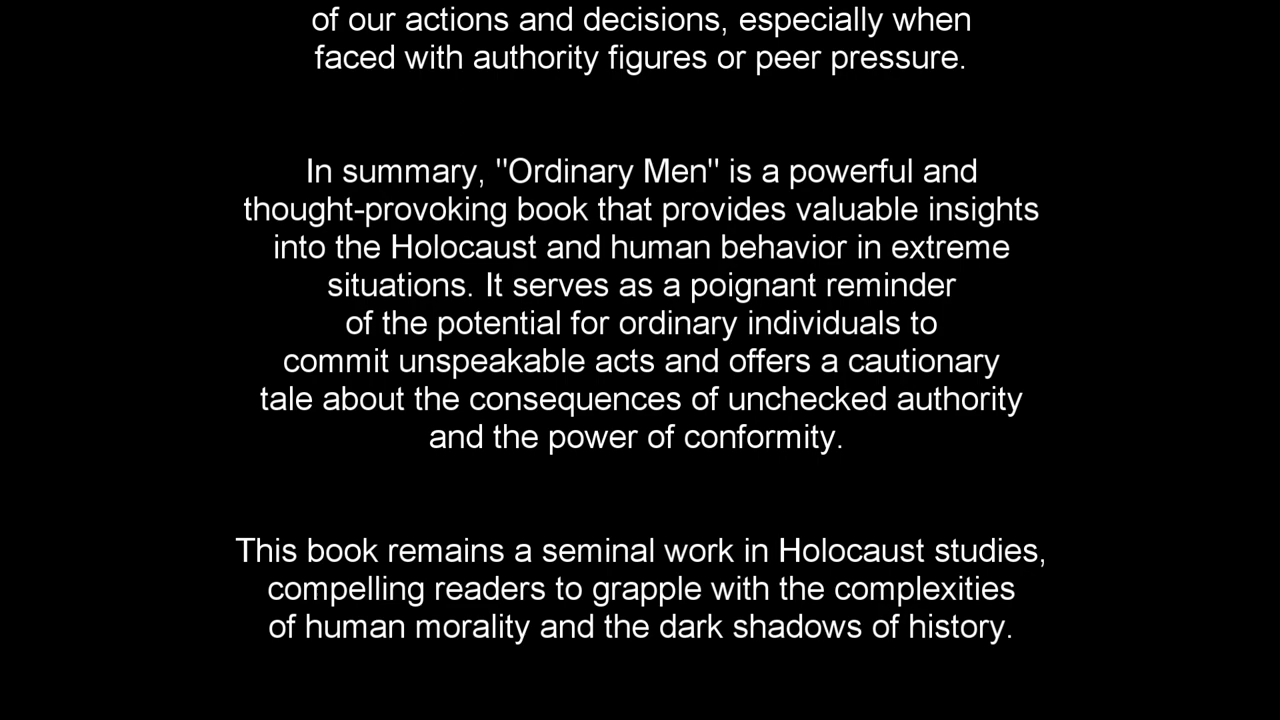 of our actions and decisions, especially when
faced with authority figures or peer pressure.
In summary, "Ordinary Men" is a powerful and
thought-provoking book that provides valuable insights
into the Holocaust and human behavior in extreme
situations. It serves as a poignant reminder
of the potential for ordinary individuals to
commit unspeakable acts and offers a cautionary
tale about the consequences of unchecked authority
and the power of conformity.
This book remains a seminal work in Holocaust studies,
compelling readers to grapple with the complexities
of human morality and the dark shadows of history.